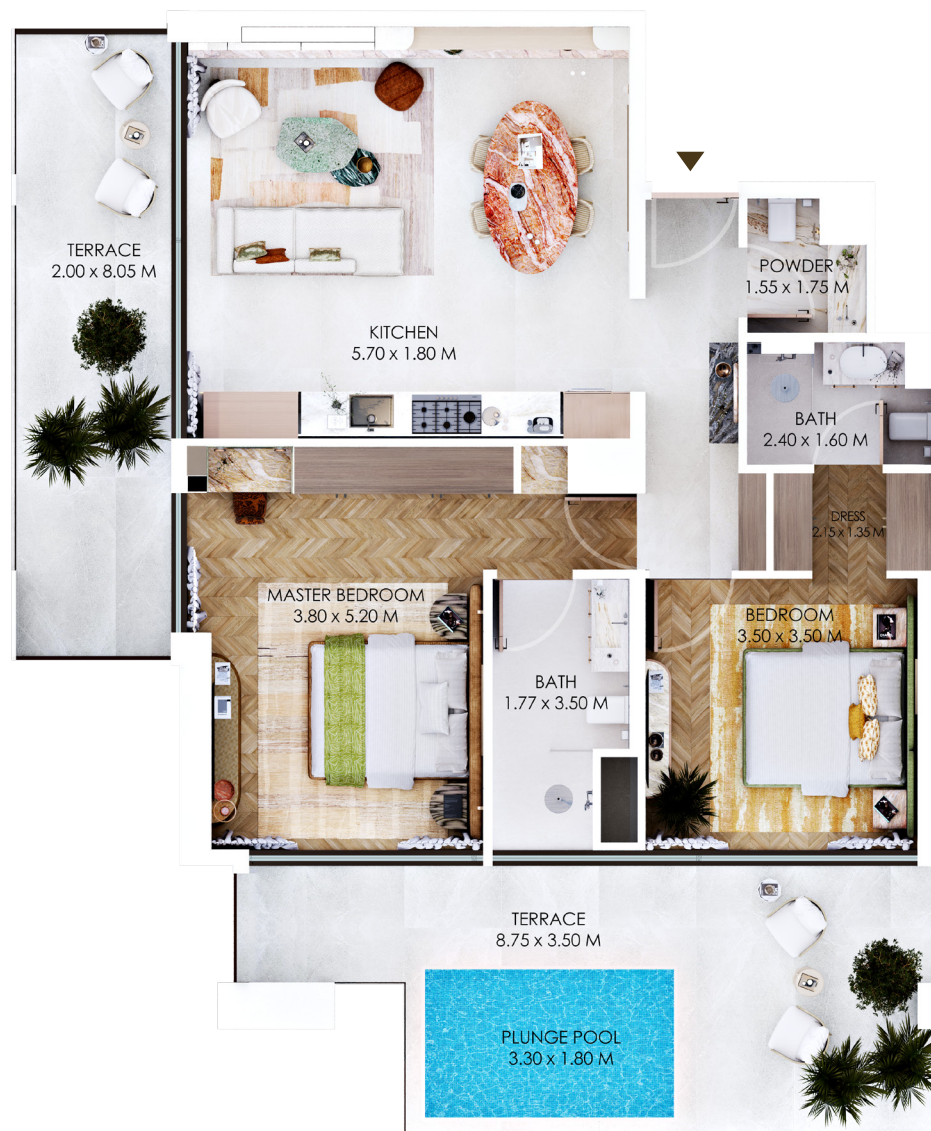 TERRACE
2.00 x 8.05 M
KITCHEN
5.70 x 1.80 M
POWDER
1.55 x 1.75 M
BATH
2.40 x 1.60 M
DRESS
2.15 x 1.35 M
MASTER BEDROOM
3.80 x 5.20 M
BATH
1.77 x 3.50 M
BEDROOM
3.50 x 3.50 M
TERRACE
8.75 x 3.50 M
PLUNGE POOL
3.30 x 1.80 M